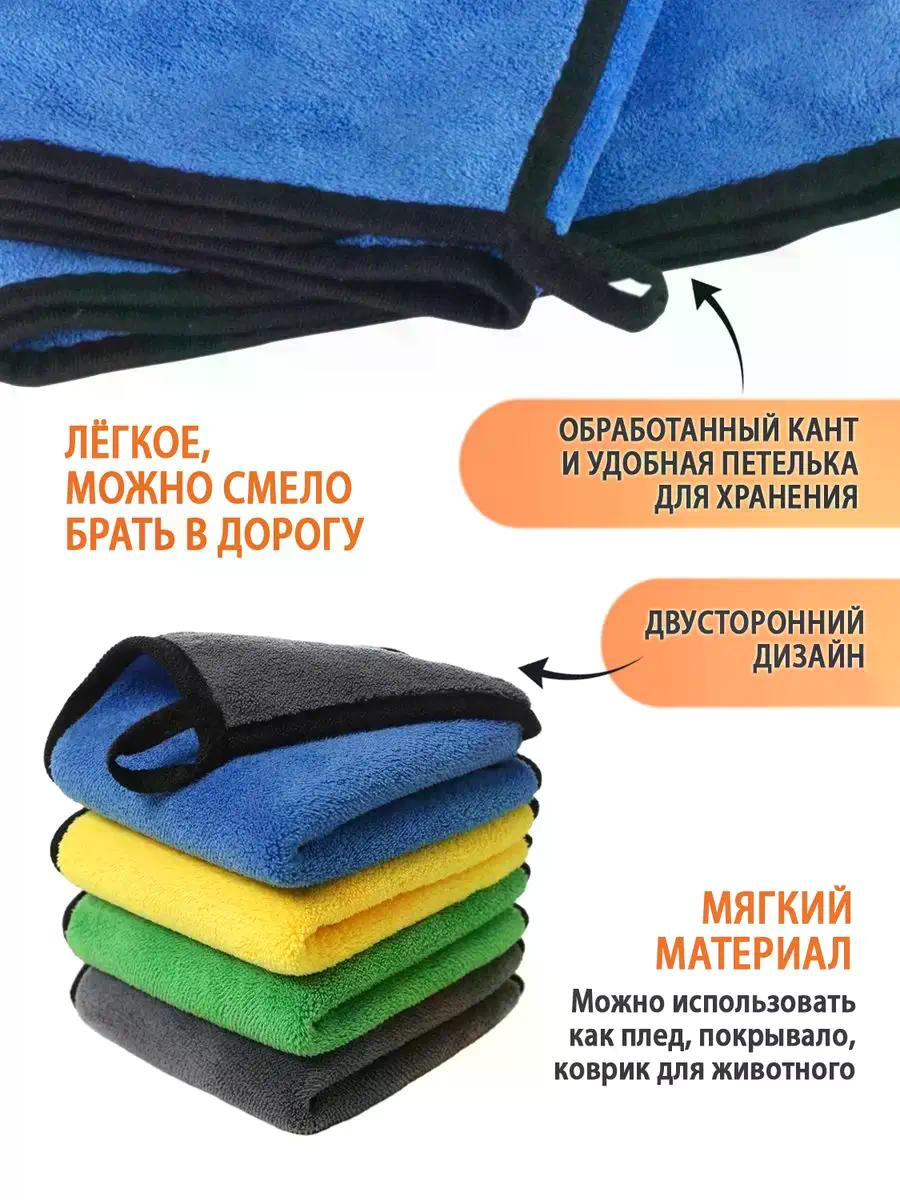 ЛЁГКОЕ,
МОЖНО СМЕЛО
БРАТЬ В ДОРОГУ
ОБРАБОТАННЫЙ КАНТ
И УДОБНАЯ ПЕТЕЛЬКА
ДЛЯ ХРАНЕНИЯ
ДВУСТОРОННИЙ
ДИЗАЙН
МЯГКИЙ
МАТЕРИАЛ
Можно использовать
как плед, покрывало,
коврик для животного